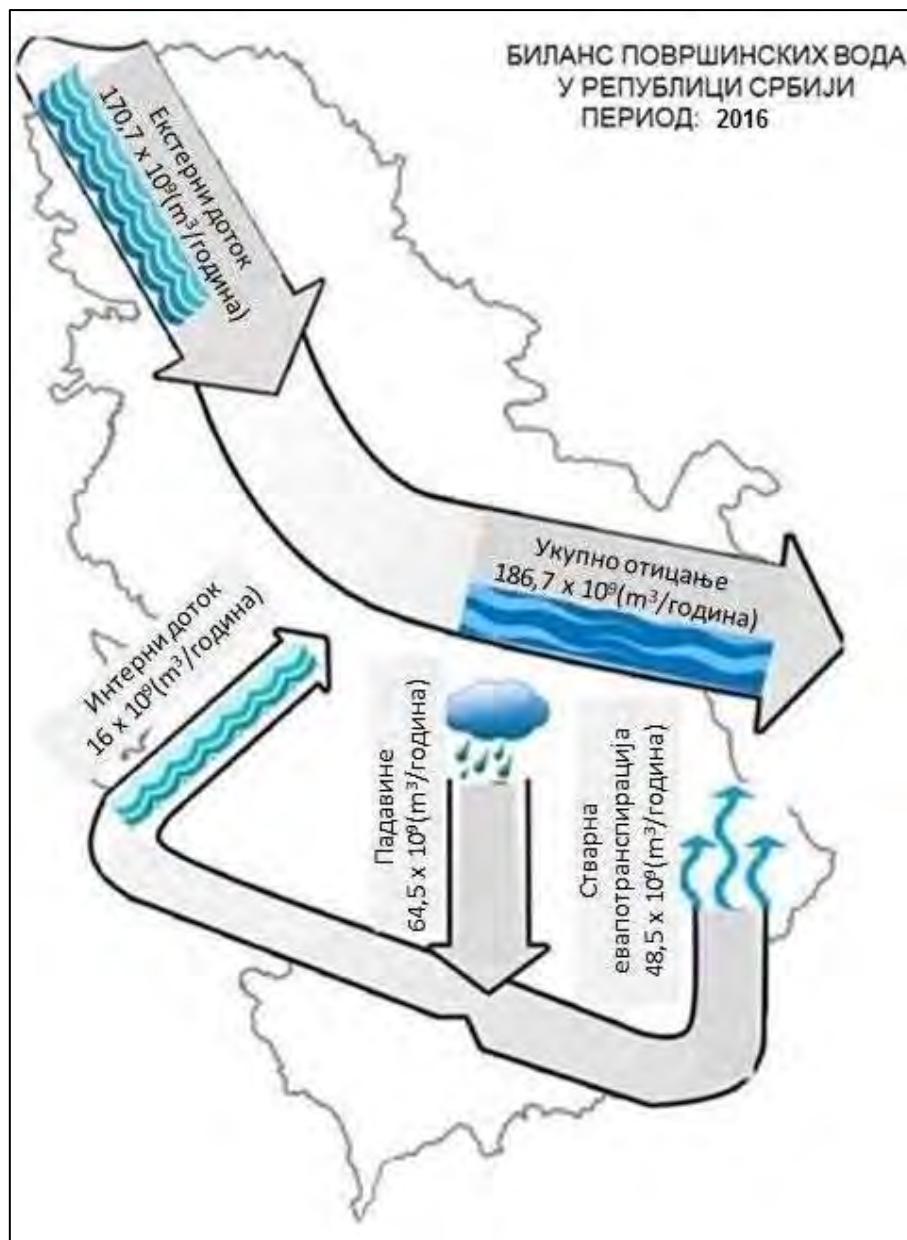 БИЛАНС ПОВРШИНСКИХ ВОДА
У РЕПУБЛИЦИ СРБИЈИ
ПЕРИОД: 2016
Екстерни доток
170,7 x 10⁹(m³/година)
Укупно отицање
186,7 x 10⁹(m³/година)
Интерни доток
16 x 10⁹(m³/година)
Падавине
64,5 x 10⁹(m³/година)
Стварна
евапотранспирација
48,5 x 10⁹(m³/година)